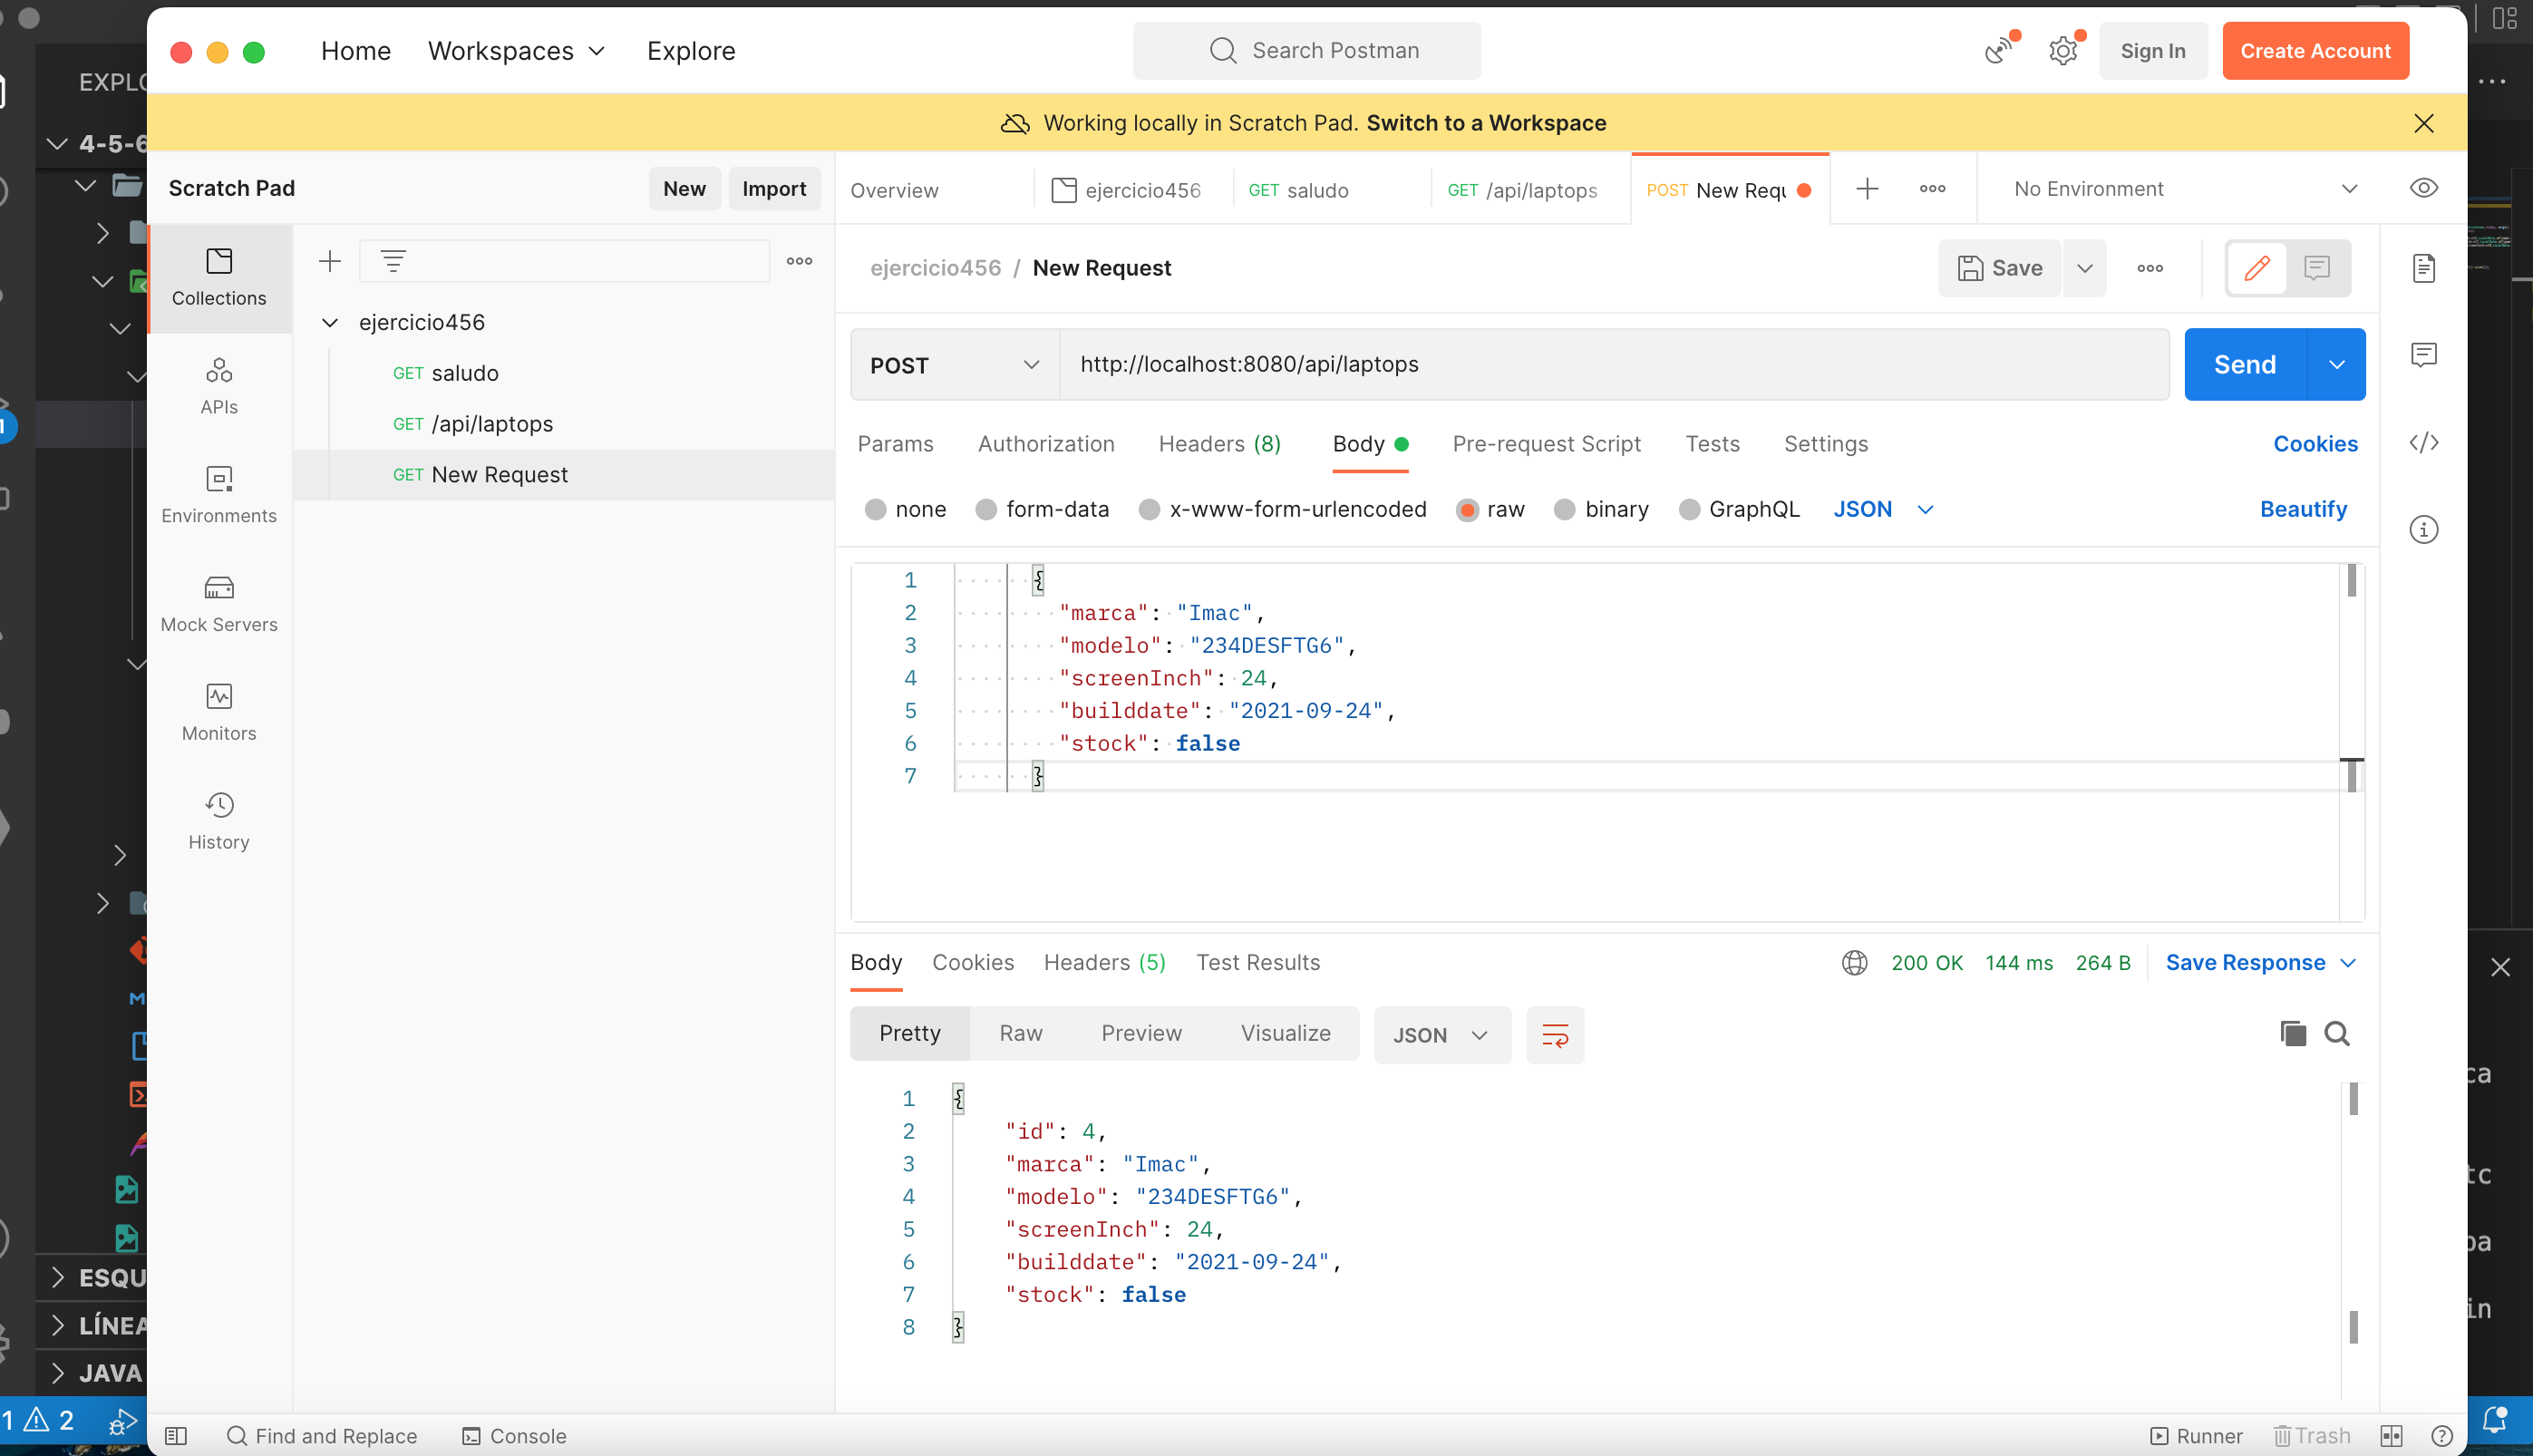 Home Workspaces Explore Search Postman Sign In Create Account
Working locally in Scratch Pad. Switch to a Workspace
Scratch Pad New Import
Overview ejercicio456 GET saludo GET /api/laptops POST New Requ No Environment
ejercicio456 / New Request Save
Collections
APIs
Environments
Mock Servers
Monitors
History
ejercicio456
GET saludo
GET /api/laptops
GET New Request
POST http://localhost:8080/api/laptops Send
Params Authorization Headers (8) Body Pre-request Script Tests Settings Cookies
none form-data x-www-form-urlencoded raw binary GraphQL JSON Beautify
1 {
2 "marca": "Imac",
3 "modelo": "234DESFTG6",
4 "screenInch": 24,
5 "builddate": "2021-09-24",
6 "stock": false
7 }
Body Cookies Headers (5) Test Results 200 OK 144 ms 264 B Save Response
Pretty Raw Preview Visualize JSON
1 {
2 "id": 4,
3 "marca": "Imac",
4 "modelo": "234DESFTG6",
5 "screenInch": 24,
6 "builddate": "2021-09-24",
7 "stock": false
8 }
Find and Replace Console Runner Trash
EXPLO
4-5-6
ESQU
LÍNEA
JAVA
1 2
ca
tc
pa
in